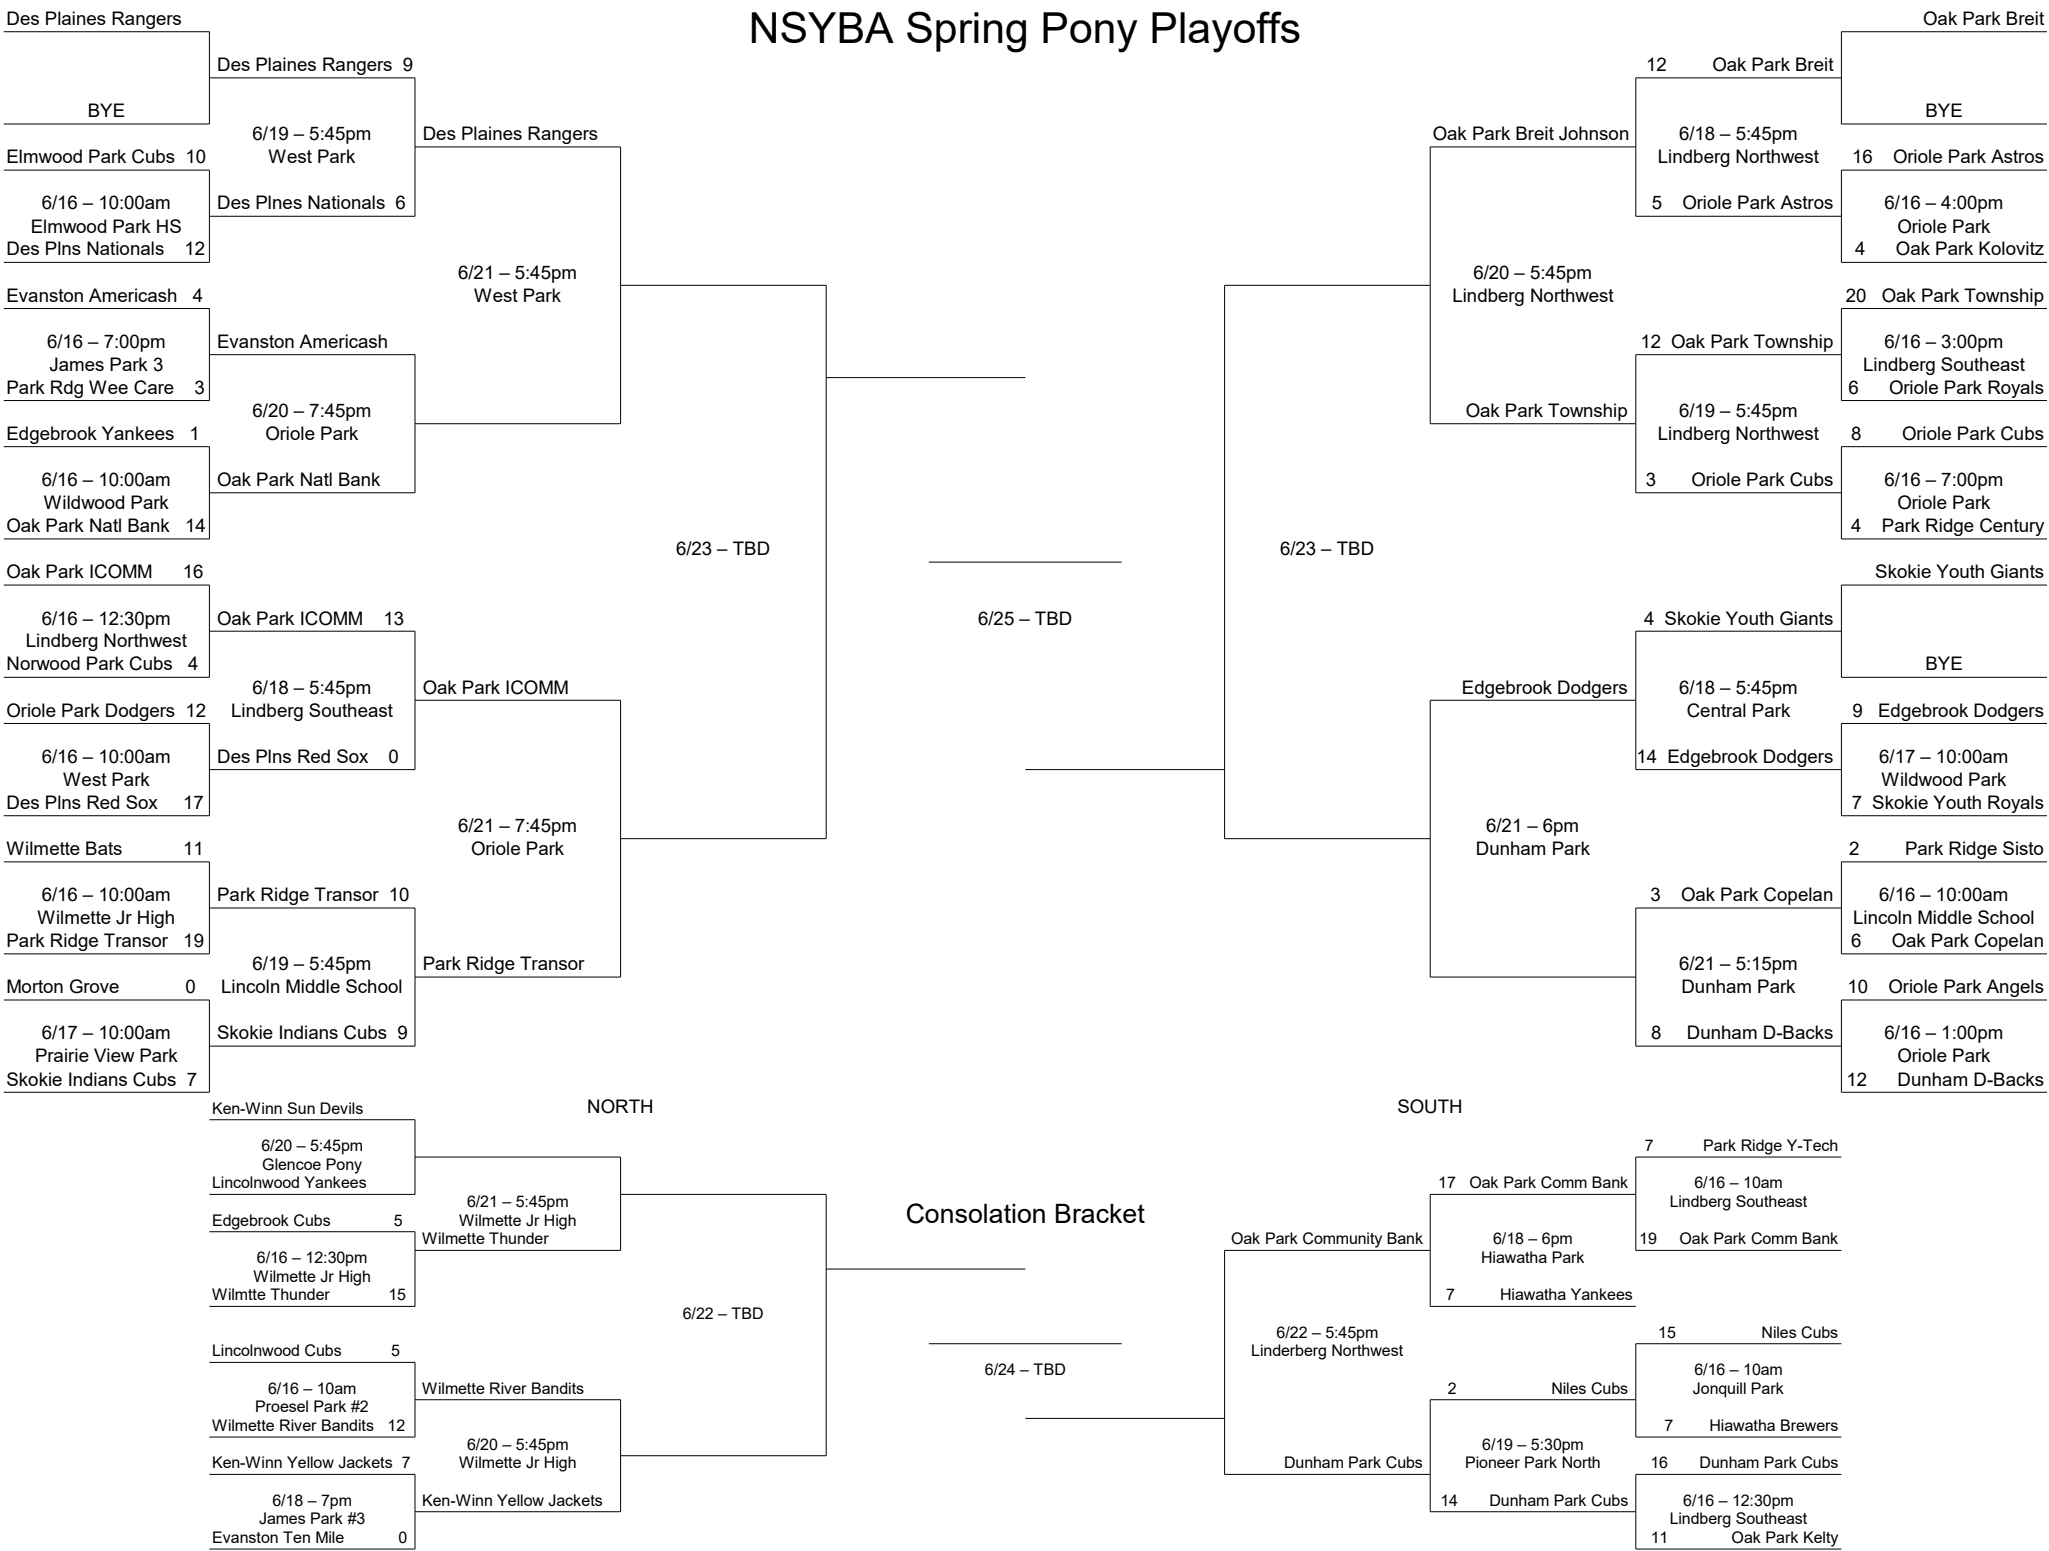 NSYBA Spring Pony Playoffs
Des Plaines Rangers
BYE
Elmwood Park Cubs 10
6/16 – 10:00am
Elmwood Park HS
Des Plns Nationals 12
Evanston Americash 4
6/16 – 7:00pm
James Park 3
Park Rdg Wee Care 3
Edgebrook Yankees 1
6/16 – 10:00am
Wildwood Park
Oak Park Natl Bank 14
Oak Park ICOMM 16
6/16 – 12:30pm
Lindberg Northwest
Norwood Park Cubs 4
Oriole Park Dodgers 12
6/16 – 10:00am
West Park
Des Plns Red Sox 17
Wilmette Bats 11
6/16 – 10:00am
Wilmette Jr High
Park Ridge Transor 19
Morton Grove 0
6/17 – 10:00am
Prairie View Park
Skokie Indians Cubs 7
Des Plaines Rangers 9
6/19 – 5:45pm
West Park
Des Plnes Nationals 6
Evanston Americash
6/20 – 7:45pm
Oriole Park
Oak Park Natl Bank
Oak Park ICOMM 13
6/18 – 5:45pm
Lindberg Southeast
Des Plns Red Sox 0
Park Ridge Transor 10
6/19 – 5:45pm
Lincoln Middle School
Skokie Indians Cubs 9
Des Plaines Rangers
6/21 – 5:45pm
West Park
Oak Park ICOMM
6/21 – 7:45pm
Oriole Park
Park Ridge Transor
6/23 – TBD
6/25 – TBD
6/23 – TBD
Oak Park Breit Johnson
6/20 – 5:45pm
Lindberg Northwest
Oak Park Township
Edgebrook Dodgers
6/21 – 6pm
Dunham Park
12 Oak Park Breit
6/18 – 5:45pm
Lindberg Northwest
5 Oriole Park Astros
12 Oak Park Township
6/19 – 5:45pm
Lindberg Northwest
3 Oriole Park Cubs
4 Skokie Youth Giants
6/18 – 5:45pm
Central Park
14 Edgebrook Dodgers
3 Oak Park Copelan
6/21 – 5:15pm
Dunham Park
8 Dunham D-Backs
Oak Park Breit
BYE
16 Oriole Park Astros
6/16 – 4:00pm
Oriole Park
4 Oak Park Kolovitz
20 Oak Park Township
6/16 – 3:00pm
Lindberg Southeast
6 Oriole Park Royals
8 Oriole Park Cubs
6/16 – 7:00pm
Oriole Park
4 Park Ridge Century
Skokie Youth Giants
BYE
9 Edgebrook Dodgers
6/17 – 10:00am
Wildwood Park
7 Skokie Youth Royals
2 Park Ridge Sisto
6/16 – 10:00am
Lincoln Middle School
6 Oak Park Copelan
10 Oriole Park Angels
6/16 – 1:00pm
Oriole Park
12 Dunham D-Backs
NORTH
SOUTH
Consolation Bracket
Ken-Winn Sun Devils
6/20 – 5:45pm
Glencoe Pony
Lincolnwood Yankees
Edgebrook Cubs 5
6/16 – 12:30pm
Wilmette Jr High
Wilmtte Thunder 15
Lincolnwood Cubs 5
6/16 – 10am
Proesel Park #2
Wilmette River Bandits 12
Ken-Winn Yellow Jackets 7
6/18 – 7pm
James Park #3
Evanston Ten Mile 0
6/21 – 5:45pm
Wilmette Jr High
Wilmette Thunder
Wilmette River Bandits
6/20 – 5:45pm
Wilmette Jr High
Ken-Winn Yellow Jackets
6/22 – TBD
6/24 – TBD
Oak Park Community Bank
6/22 – 5:45pm
Linderberg Northwest
Dunham Park Cubs
17 Oak Park Comm Bank
6/18 – 6pm
Hiawatha Park
7 Hiawatha Yankees
2 Niles Cubs
6/19 – 5:30pm
Pioneer Park North
14 Dunham Park Cubs
7 Park Ridge Y-Tech
6/16 – 10am
Lindberg Southeast
19 Oak Park Comm Bank
15 Niles Cubs
6/16 – 10am
Jonquill Park
7 Hiawatha Brewers
16 Dunham Park Cubs
6/16 – 12:30pm
Lindberg Southeast
11 Oak Park Kelty